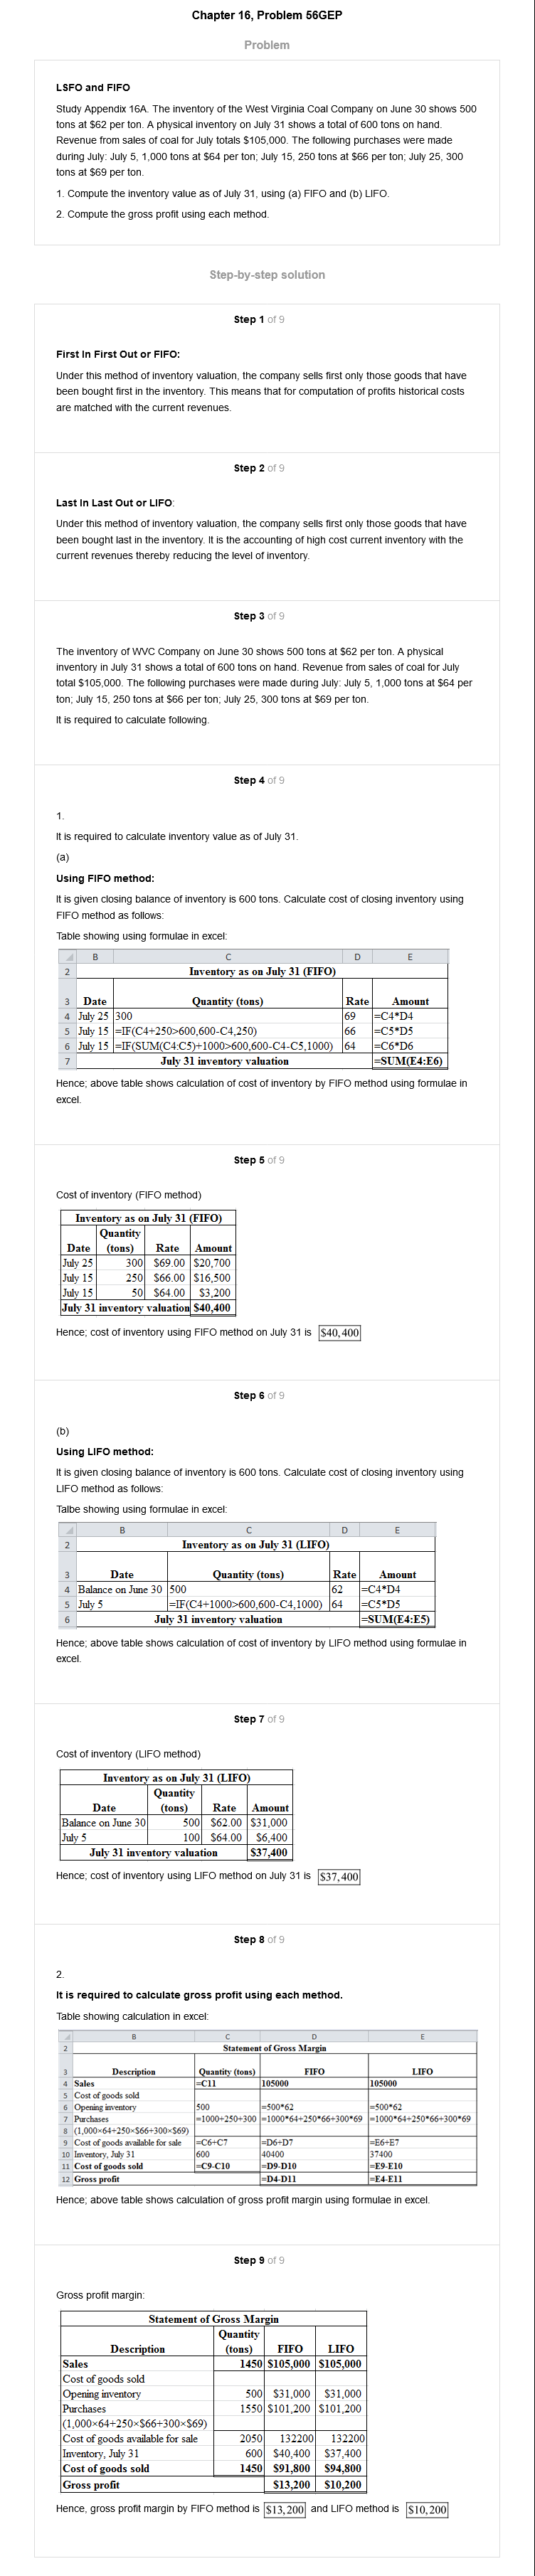 Chapter 16, Problem 56GEP
Problem
LSFO and FIFO
Study Appendix 16A. The inventory of the West Virginia Coal Company on June 30 shows 500
tons at $62 per ton. A physical inventory on July 31 shows a total of 600 tons on hand.
Revenue from sales of coal for July totals $105,000. The following purchases were made
during July: July 5, 1,000 tons at $64 per ton; July 15, 250 tons at $66 per ton; July 25, 300
tons at $69 per ton.
1. Compute the inventory value as of July 31, using (a) FIFO and (b) LIFO.
2. Compute the gross profit using each method.
Step-by-step solution
Step 1 of 9
First In First Out or FIFO:
Under this method of inventory valuation, the company sells first only those goods that have
been bought first in the inventory. This means that for computation of profits historical costs
are matched with the current revenues.
Step 2 of 9
Last In Last Out or LIFO:
Under this method of inventory valuation, the company sells first only those goods that have
been bought last in the inventory. It is the accounting of high cost current inventory with the
current revenues thereby reducing the level of inventory.
Step 3 of 9
The inventory of WVC Company on June 30 shows 500 tons at $62 per ton. A physical
inventory in July 31 shows a total of 600 tons on hand. Revenue from sales of coal for July
total $105,000. The following purchases were made during July: July 5, 1,000 tons at $64 per
ton; July 15, 250 tons at $66 per ton; July 25, 300 tons at $69 per ton.
It is required to calculate following.
Step 4 of 9
1.
It is required to calculate inventory value as of July 31.
(a)
Using FIFO method:
It is given closing balance of inventory is 600 tons. Calculate cost of closing inventory using
FIFO method as follows:
Table showing using formulae in excel:
B C D E
2 Inventory as on July 31 (FIFO)
3 Date Quantity (tons) Rate Amount
4 July 25 300 69 =C4*D4
5 July 15 =IF(C4+250>600,600-C4,250) 66 =C5*D5
6 July 15 =IF(SUM(C4:C5)+1000>600,600-C4-C5,1000) 64 =C6*D6
7 July 31 inventory valuation =SUM(E4:E6)
Hence; above table shows calculation of cost of inventory by FIFO method using formulae in
excel.
Step 5 of 9
Cost of inventory (FIFO method)
Inventory as on July 31 (FIFO)
Quantity
Date (tons) Rate Amount
July 25 300 $69.00 $20,700
July 15 250 $66.00 $16,500
July 15 50 $64.00 $3,200
July 31 inventory valuation $40,400
Hence; cost of inventory using FIFO method on July 31 is $40,400
Step 6 of 9
(b)
Using LIFO method:
It is given closing balance of inventory is 600 tons. Calculate cost of closing inventory using
LIFO method as follows:
Talbe showing using formulae in excel:
B C D E
2 Inventory as on July 31 (LIFO)
3 Date Quantity (tons) Rate Amount
4 Balance on June 30 500 62 =C4*D4
5 July 5 =IF(C4+1000>600,600-C4,1000) 64 =C5*D5
6 July 31 inventory valuation =SUM(E4:E5)
Hence; above table shows calculation of cost of inventory by LIFO method using formulae in
excel.
Step 7 of 9
Cost of inventory (LIFO method)
Inventory as on July 31 (LIFO)
Quantity
Date (tons) Rate Amount
Balance on June 30 500 $62.00 $31,000
July 5 100 $64.00 $6,400
July 31 inventory valuation $37,400
Hence; cost of inventory using LIFO method on July 31 is $37,400
Step 8 of 9
2.
It is required to calculate gross profit using each method.
Table showing calculation in excel:
B C D E
2 Statement of Gross Margin
3 Description Quantity (tons) FIFO LIFO
4 Sales =C11 105000 105000
5 Cost of goods sold
6 Opening inventory 500 =500*62 =500*62
7 Purchases =1000+250+300 =1000*64+250*66+300*69 =1000*64+250*66+300*69
8 (1,000×64+250×$66+300×$69)
9 Cost of goods available for sale =C6+C7 =D6+D7 =E6+E7
10 Inventory, July 31 600 40400 37400
11 Cost of goods sold =C9-C10 =D9-D10 =E9-E10
12 Gross profit =D4-D11 =E4-E11
Hence; above table shows calculation of gross profit margin using formulae in excel.
Step 9 of 9
Gross profit margin:
Statement of Gross Margin
Quantity
Description (tons) FIFO LIFO
Sales 1450 $105,000 $105,000
Cost of goods sold
Opening inventory 500 $31,000 $31,000
Purchases 1550 $101,200 $101,200
(1,000×64+250×$66+300×$69)
Cost of goods available for sale 2050 132200 132200
Inventory, July 31 600 $40,400 $37,400
Cost of goods sold 1450 $91,800 $94,800
Gross profit $13,200 $10,200
Hence, gross profit margin by FIFO method is $13,200 and LIFO method is $10,200